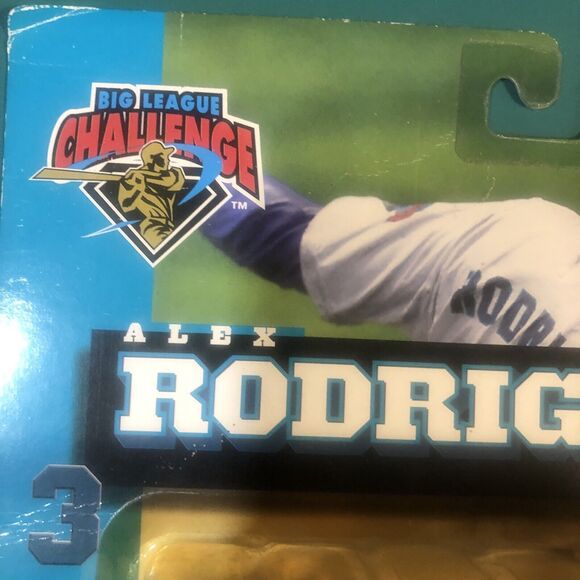 BIG LEAGUE
CHALLENGE
TM
RODRI
ALEX
RODRIG
3